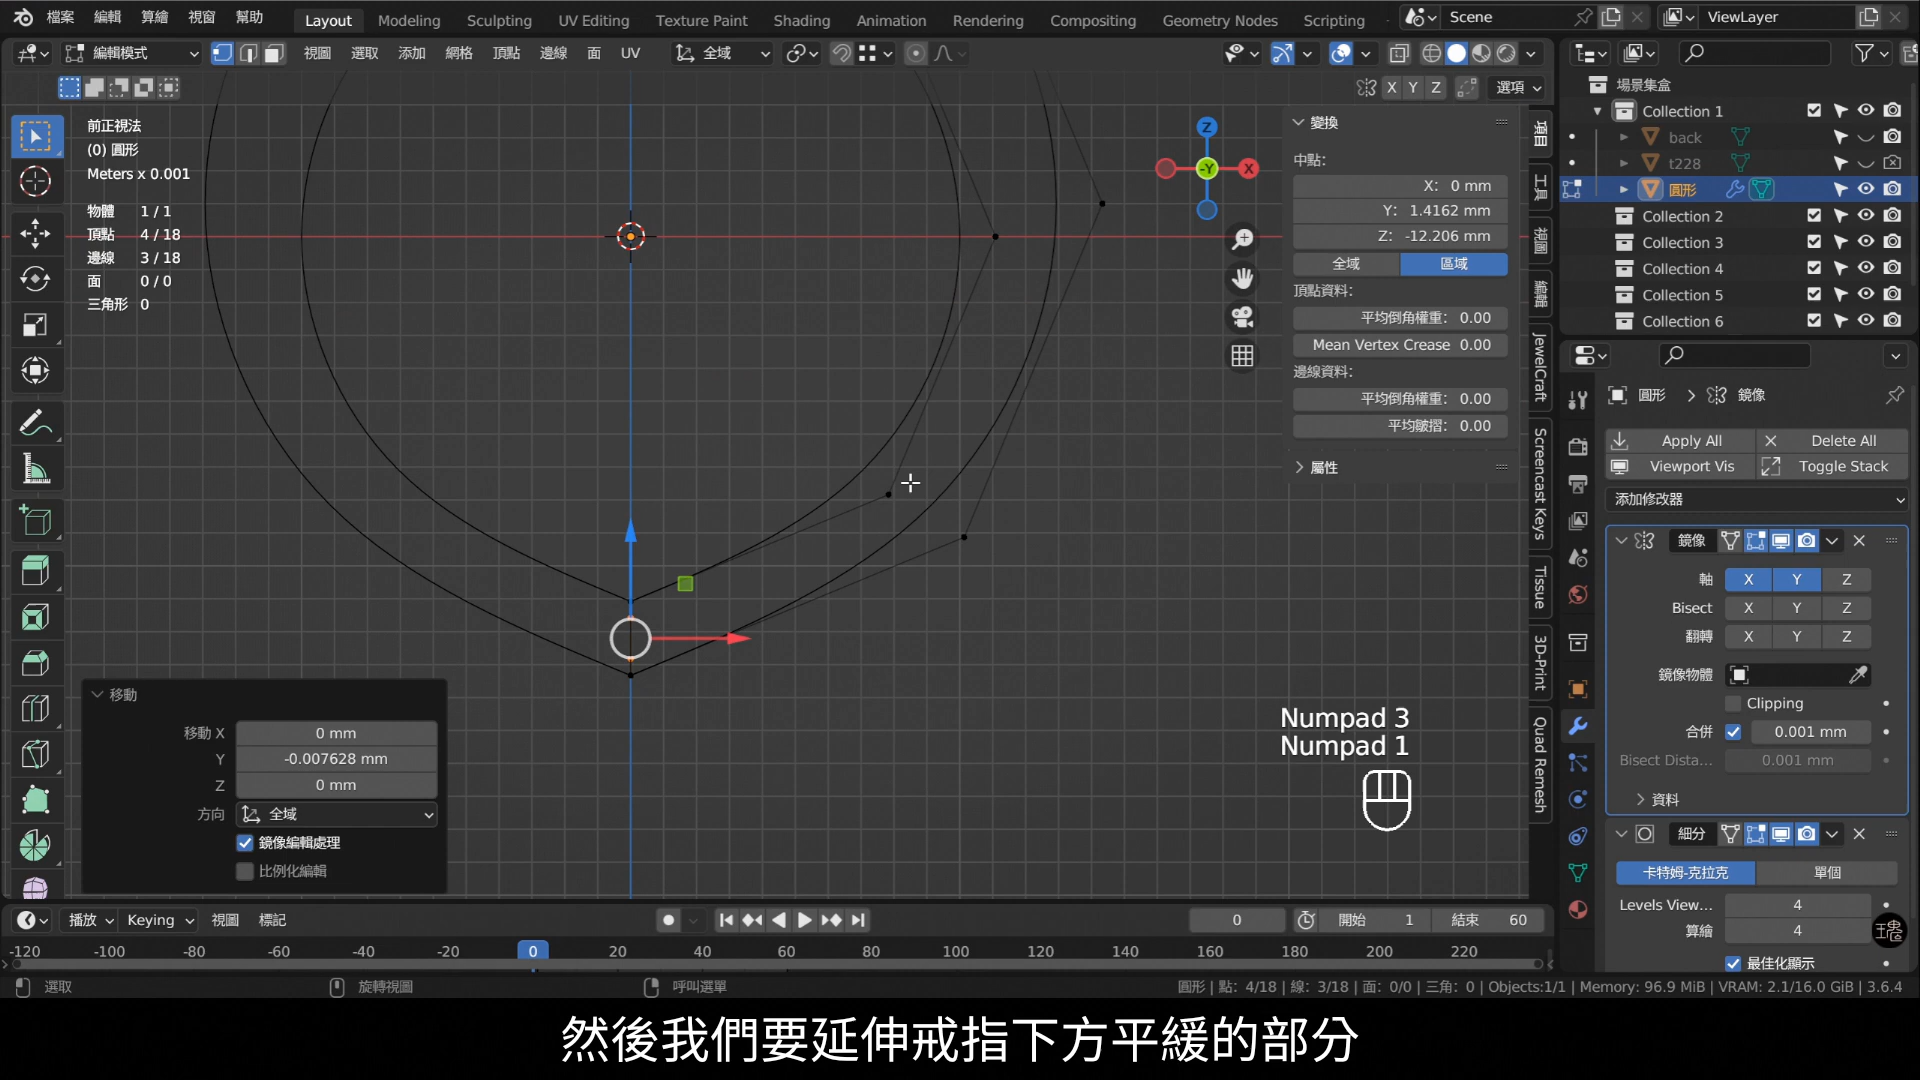 檔案 編輯 算繪 視窗 幫助 Layout Modeling Sculpting UV Editing Texture Paint Shading Animation Rendering Compositing Geometry Nodes Scripting Scene ViewLayer
編輯模式 視圖 選取 添加 網格 頂點 邊線 面 UV 全域
X Y Z 選項
前正視法
(0) 圓形
Meters x 0.001
物體 1 / 1
頂點 4 / 18
邊線 3 / 18
面 0 / 0
三角形 0
Z
-Y
X
變換
中點:
X: 0 mm
Y: 1.4162 mm
Z: -12.206 mm
全域 區域
頂點資料:
平均倒角權重: 0.00
Mean Vertex Crease 0.00
邊線資料:
平均倒角權重: 0.00
平均皺摺: 0.00
屬性
項目
工具
視圖
編輯
JewelCraft
Screencast Keys
Tissue
3D-Print
Quad Remesh
場景集盒
Collection 1
back
t228
圓形
Collection 2
Collection 3
Collection 4
Collection 5
Collection 6
圓形 鏡像
Apply All Delete All
Viewport Vis Toggle Stack
添加修改器
鏡像
軸 X Y Z
Bisect X Y Z
翻轉 X Y Z
鏡像物體
Clipping
合併 0.001 mm
Bisect Dista... 0.001 mm
資料
細分
卡特姆-克拉克 單個
Levels View... 4
算繪 4
最佳化顯示
移動
移動 X 0 mm
Y -0.007628 mm
Z 0 mm
方向 全域
鏡像編輯處理
比例化編輯
Numpad 3
Numpad 1
播放 Keying 視圖 標記 0 開始 1 結束 60
-120 -100 -80 -60 -40 -20 0 20 40 60 80 100 120 140 160 180 200 220
選取 旋轉視圖 呼叫選單 圓形 | 點: 4/18 | 線: 3/18 | 面: 0/0 | 三角: 0 | Objects:1/1 | Memory: 96.9 MiB | VRAM: 2.1/16.0 GiB | 3.6.4
然後我們要延伸戒指下方平緩的部分